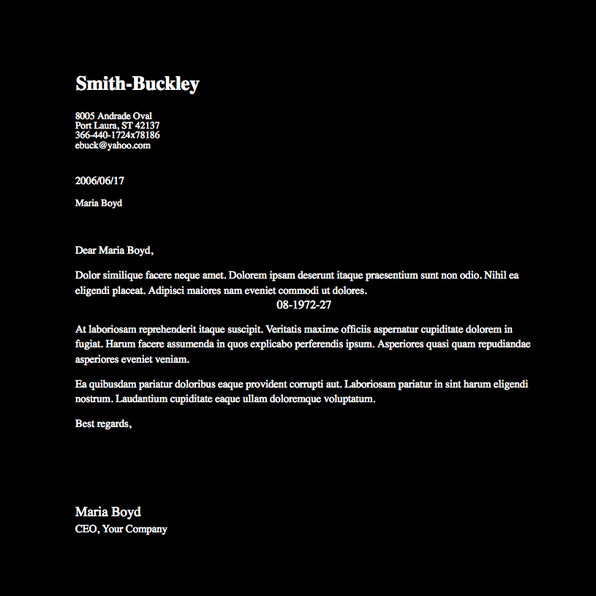 Smith-Buckley
8005 Andrade Oval
Port Laura, ST 42137
366-440-1724x78186
ebuck@yahoo.com
2006/06/17
Maria Boyd
Dear Maria Boyd,
Dolor similique facere neque amet. Dolorem ipsam deserunt itaque praesentium sunt non odio. Nihil ea
eligendi placeat. Adipisci maiores nam eveniet commodi ut dolores.
08-1972-27
At laboriosam reprehenderit itaque suscipit. Veritatis maxime officiis aspernatur cupiditate dolorem in
fugiat. Harum facere assumenda in quos explicabo perferendis ipsum. Asperiores quasi quam repudiandae
asperiores eveniet veniam.
Ea quibusdam pariatur doloribus eaque provident corrupti aut. Laboriosam pariatur in sint harum eligendi
nostrum. Laudantium cupiditate eaque ullam doloremque voluptatum.
Best regards,
Maria Boyd
CEO, Your Company